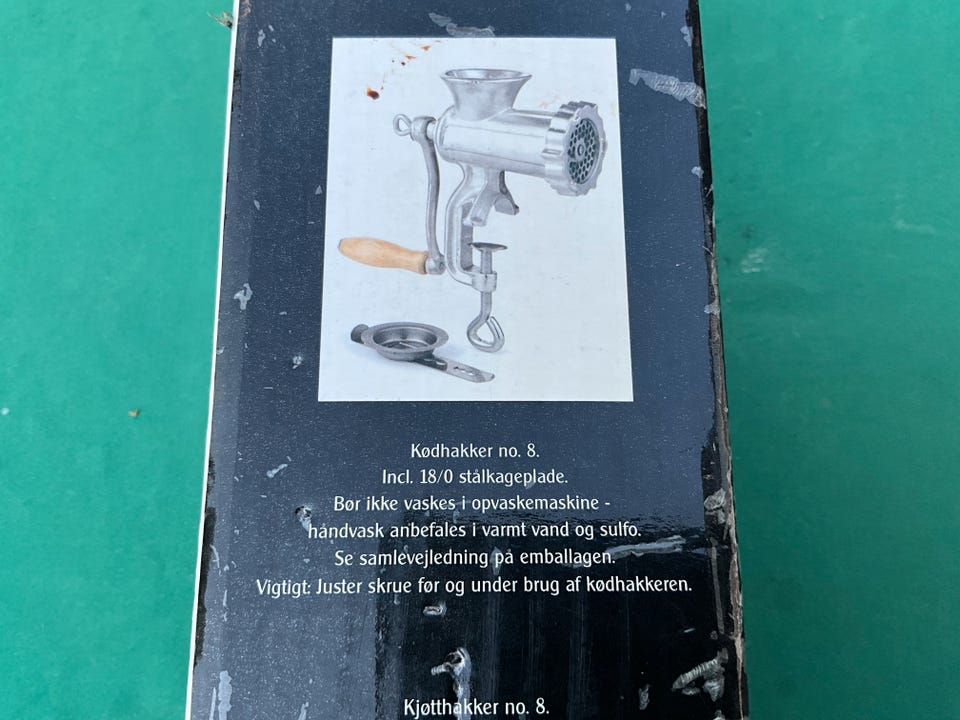 Kødhakker no. 8.
Incl. 18/0 stålkageplade.
Bør ikke vaskes i opvaskemaskine -
håndvask anbefales i varmt vand og sulfo.
Se samlevejledning på emballagen.
Vigtigt: Juster skrue før og under brug af kødhakkeren.
Kjøtthakker no. 8.